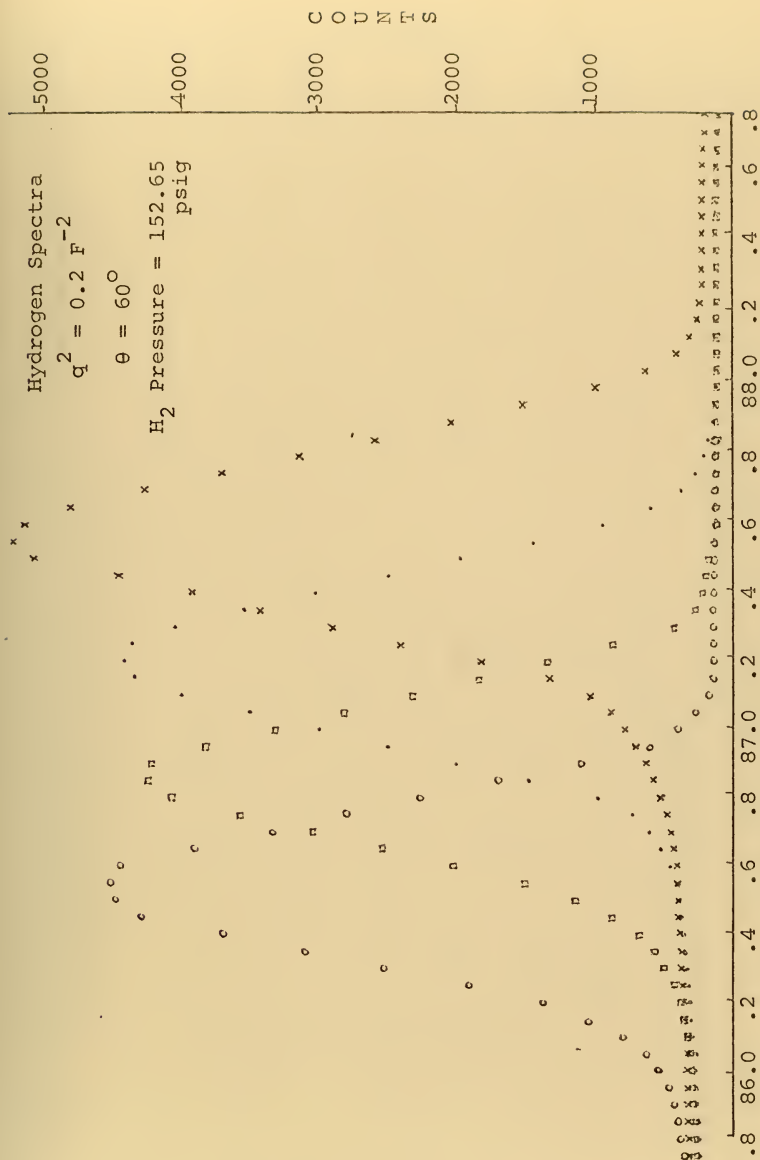 Hydrogen Spectra
q² = 0.2 F⁻²
θ = 60°
H₂ Pressure = 152.65
psig
COUNTS
5000
4000
3000
2000
1000
.8 86.0 .2 .4 .6 .8 87.0 .2 .4 .6 .8 88.0 .2 .4 .6 .8